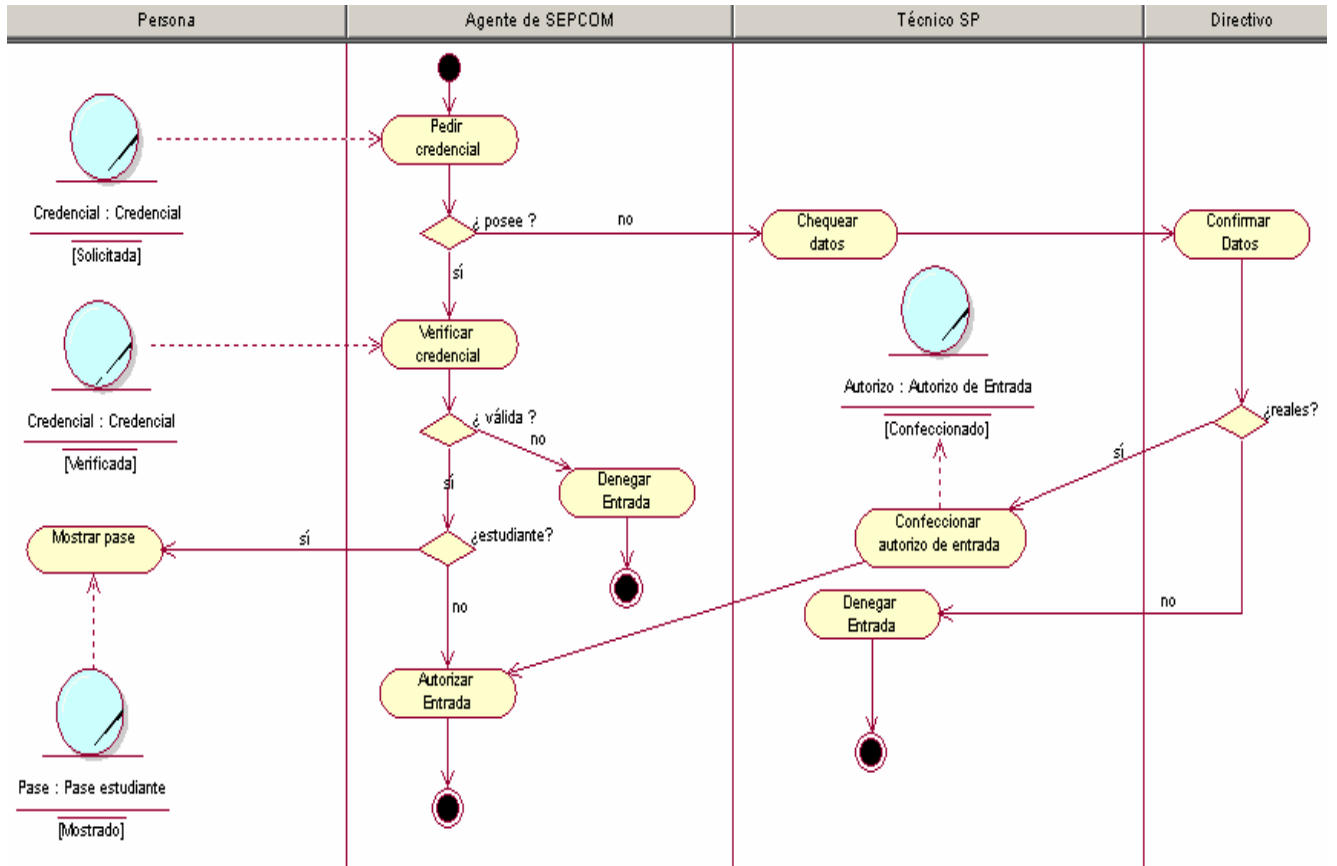 Persona
Agente de SEPCOM
Técnico SP
Directivo
Pedir
credencial
Credencial : Credencial
[Solicitada]
¿ posee ?
no
Chequear
datos
Confirmar
Datos
sí
Verificar
credencial
Credencial : Credencial
[Verificada]
Autorizo : Autorizo de Entrada
[Confeccionado]
¿reales?
¿ válida ?
no
sí
Denegar
Entrada
sí
Confeccionar
autorizo de entrada
¿estudiante?
sí
Mostrar pase
no
Denegar
Entrada
no
Autorizar
Entrada
Pase : Pase estudiante
[Mostrado]